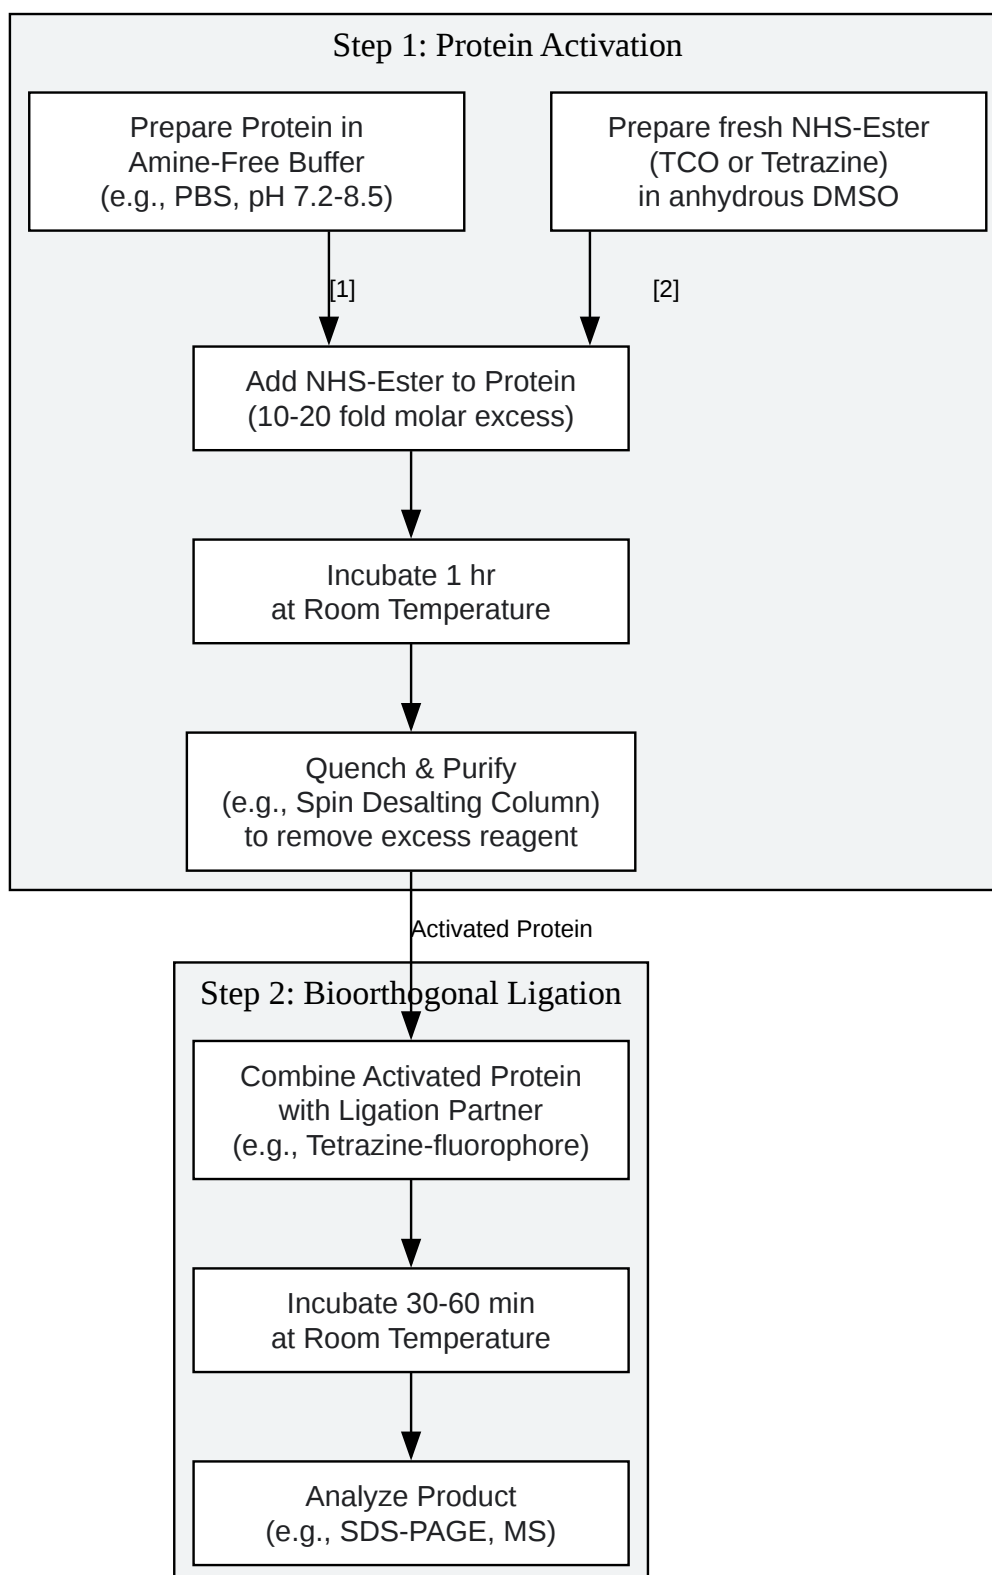 Step 1: Protein Activation
Prepare Protein in
Amine-Free Buffer
(e.g., PBS, pH 7.2-8.5)
Prepare fresh NHS-Ester
(TCO or Tetrazine)
in anhydrous DMSO
[1]
[2]
Add NHS-Ester to Protein
(10-20 fold molar excess)
Incubate 1 hr
at Room Temperature
Quench & Purify
(e.g., Spin Desalting Column)
to remove excess reagent
Activated Protein
Step 2: Bioorthogonal Ligation
Combine Activated Protein
with Ligation Partner
(e.g., Tetrazine-fluorophore)
Incubate 30-60 min
at Room Temperature
Analyze Product
(e.g., SDS-PAGE, MS)